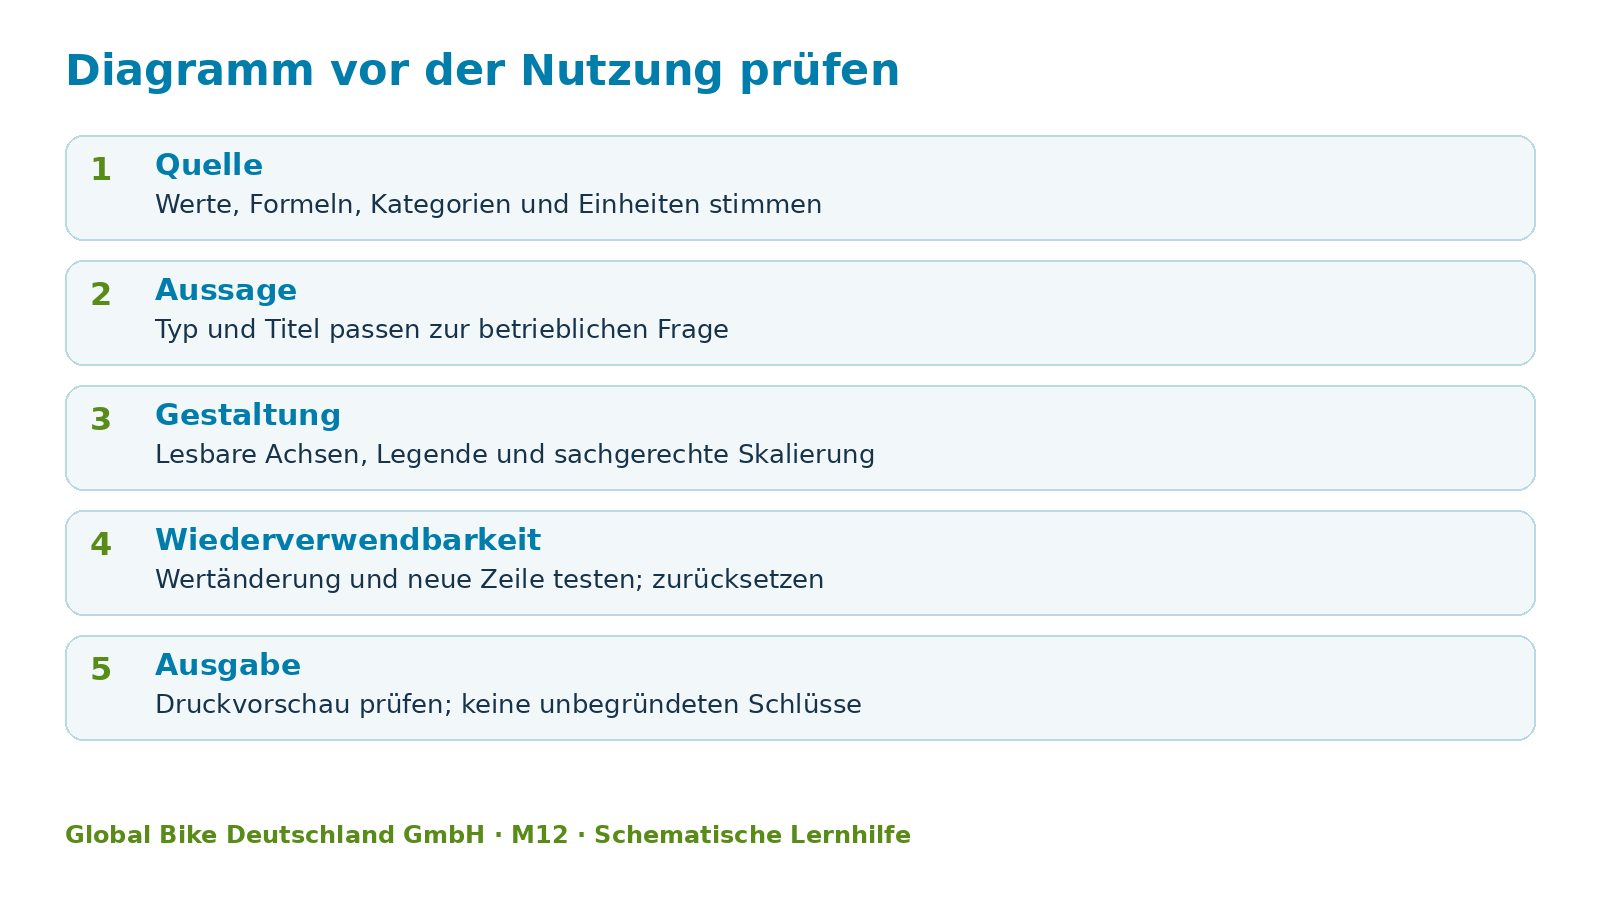 Diagramm vor der Nutzung prüfen
1 Quelle
Werte, Formeln, Kategorien und Einheiten stimmen
2 Aussage
Typ und Titel passen zur betrieblichen Frage
3 Gestaltung
Lesbare Achsen, Legende und sachgerechte Skalierung
4 Wiederverwendbarkeit
Wertänderung und neue Zeile testen; zurücksetzen
5 Ausgabe
Druckvorschau prüfen; keine unbegründeten Schlüsse
Global Bike Deutschland GmbH · M12 · Schematische Lernhilfe